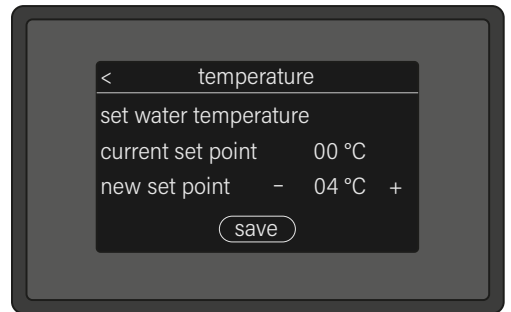 < temperature
set water temperature
current set point 00 °C
new set point - 04 °C +
save